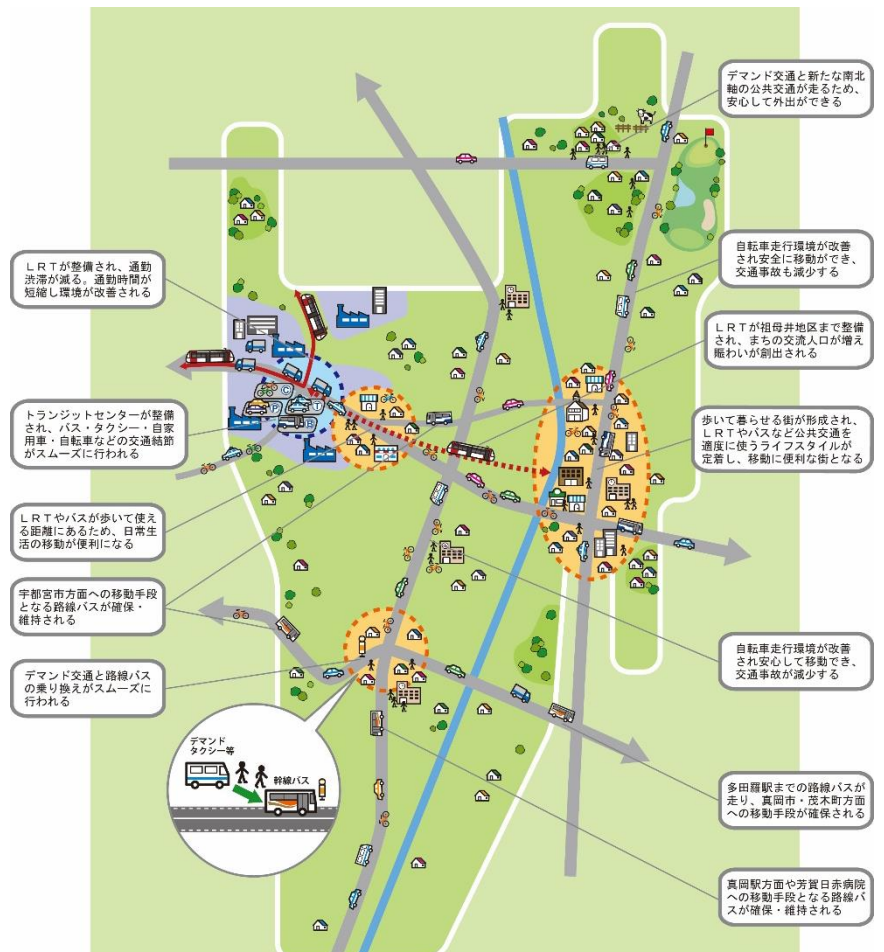 デマンド交通と新たな南北
軸の公共交通が走るため、
安心して外出ができる
自転車走行環境が改善
され安全に移動ができ、
交通事故も減少する
ＬＲＴが整備され、通勤
渋滞が減る。通勤時間が
短縮し環境が改善される
ＬＲＴが祖母井地区まで整備
され、まちの交流人口が増え
賑わいが創出される
C
P
T
B
トランジットセンターが整備
され、バス・タクシー・自家
用車・自転車などの交通結節
がスムーズに行われる
歩いて暮らせる街が形成され、
ＬＲＴやバスなど公共交通を
適度に使うライフスタイルが
定着し、移動に便利な街となる
ＬＲＴやバスが歩いて使え
る距離にあるため、日常生
活の移動が便利になる
宇都宮市方面への移動手段
となる路線バスが確保・
維持される
自転車走行環境が改善
され安心して移動でき、
交通事故が減少する
デマンド交通と路線バス
の乗り換えがスムーズに
行われる
デマンド
タクシー等
幹線バス
多田羅駅までの路線バスが
走り、真岡市・茂木町方面
への移動手段が確保される
真岡駅方面や芳賀日赤病院
への移動手段となる路線バ
スが確保・維持される